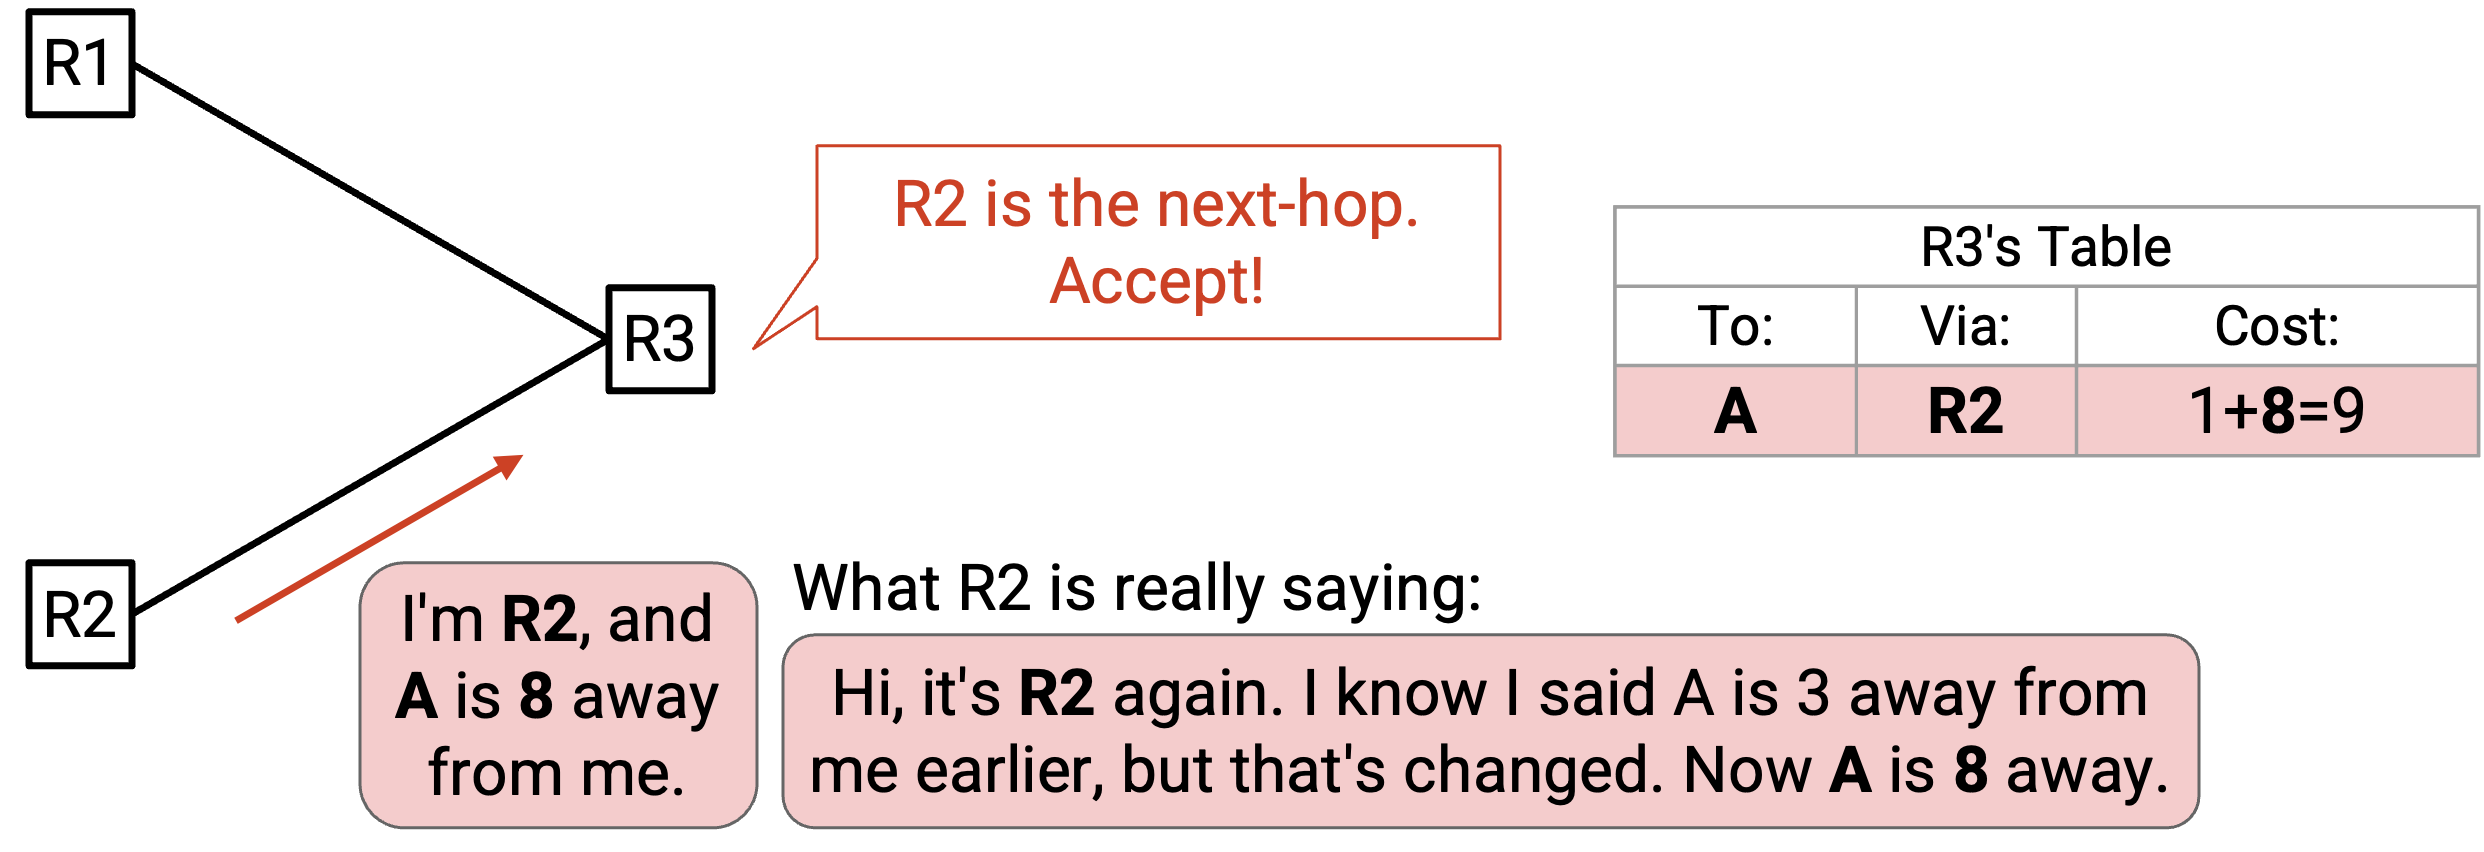 R1
R2 is the next-hop.
Accept!
R3
R3's Table
To: Via: Cost:
A R2 1+8=9
R2
I'm R2, and
A is 8 away
from me.
What R2 is really saying:
Hi, it's R2 again. I know I said A is 3 away from
me earlier, but that's changed. Now A is 8 away.